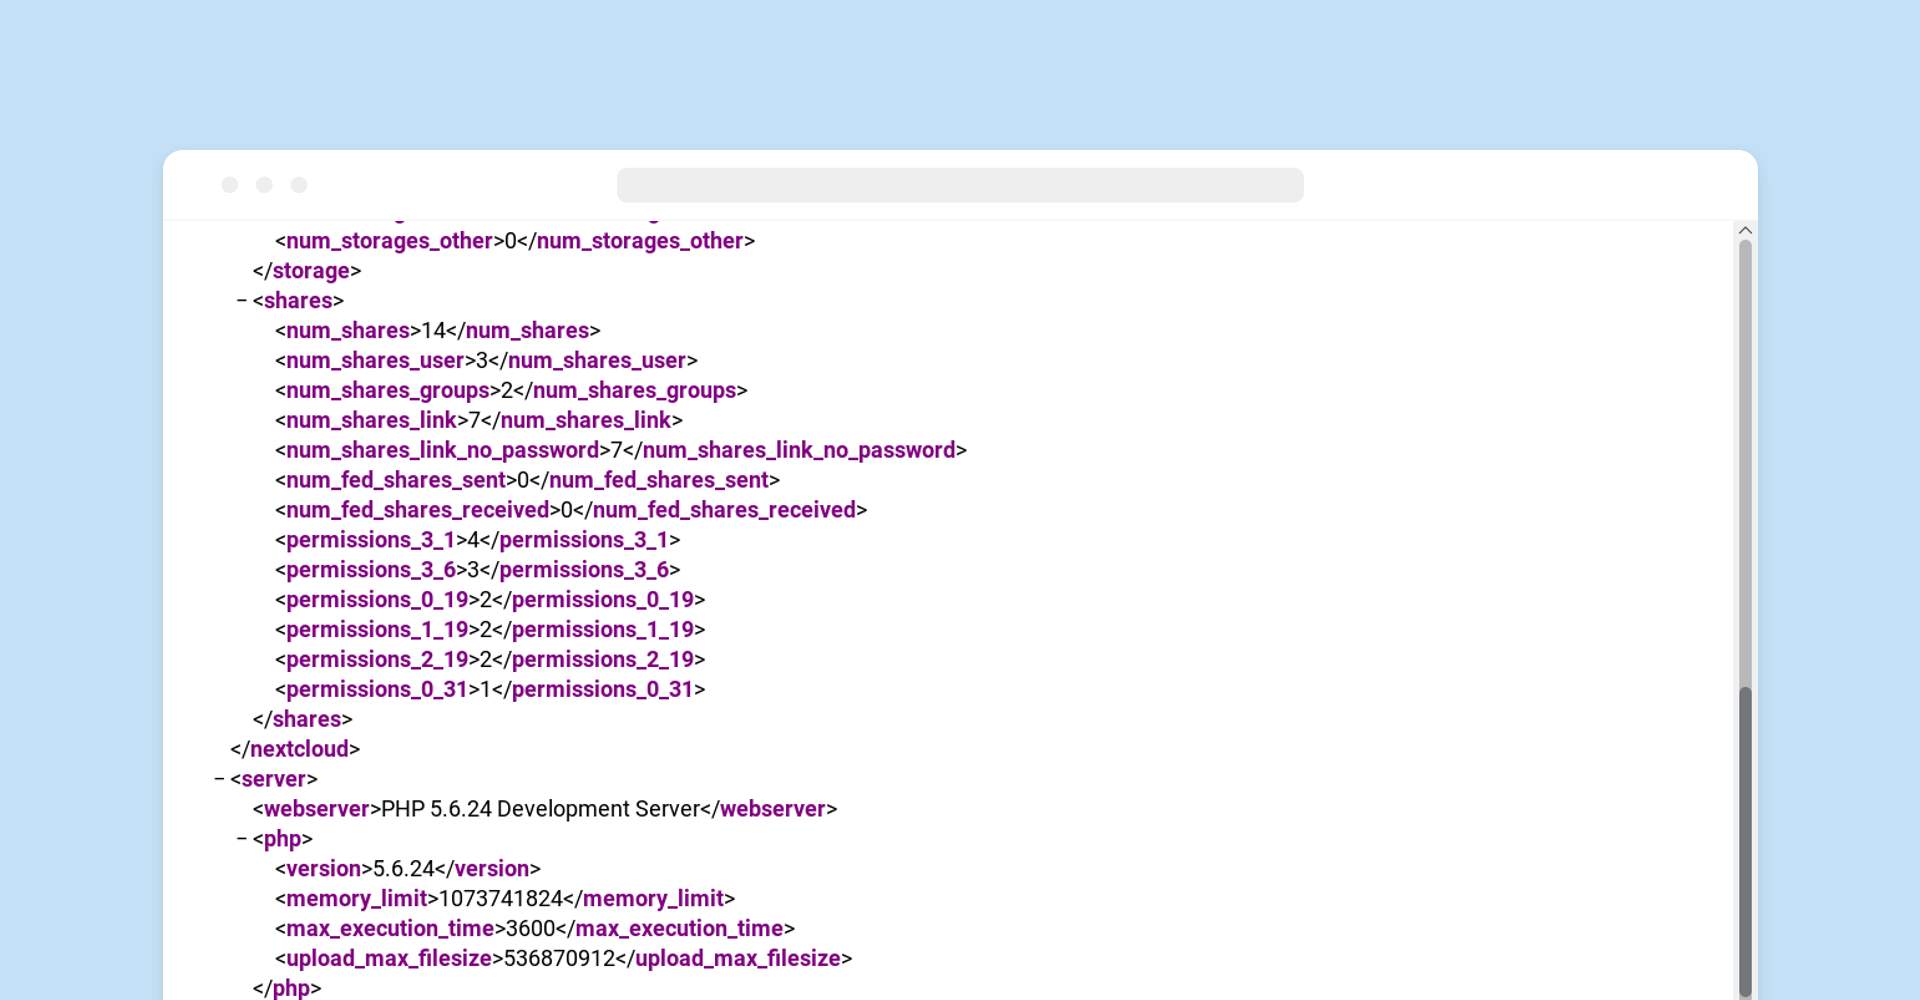 <num_storages_other>0</num_storages_other>
</storage>
– <shares>
<num_shares>14</num_shares>
<num_shares_user>3</num_shares_user>
<num_shares_groups>2</num_shares_groups>
<num_shares_link>7</num_shares_link>
<num_shares_link_no_password>7</num_shares_link_no_password>
<num_fed_shares_sent>0</num_fed_shares_sent>
<num_fed_shares_received>0</num_fed_shares_received>
<permissions_3_1>4</permissions_3_1>
<permissions_3_6>3</permissions_3_6>
<permissions_0_19>2</permissions_0_19>
<permissions_1_19>2</permissions_1_19>
<permissions_2_19>2</permissions_2_19>
<permissions_0_31>1</permissions_0_31>
</shares>
</nextcloud>
– <server>
<webserver>PHP 5.6.24 Development Server</webserver>
– <php>
<version>5.6.24</version>
<memory_limit>1073741824</memory_limit>
<max_execution_time>3600</max_execution_time>
<upload_max_filesize>536870912</upload_max_filesize>
</php>